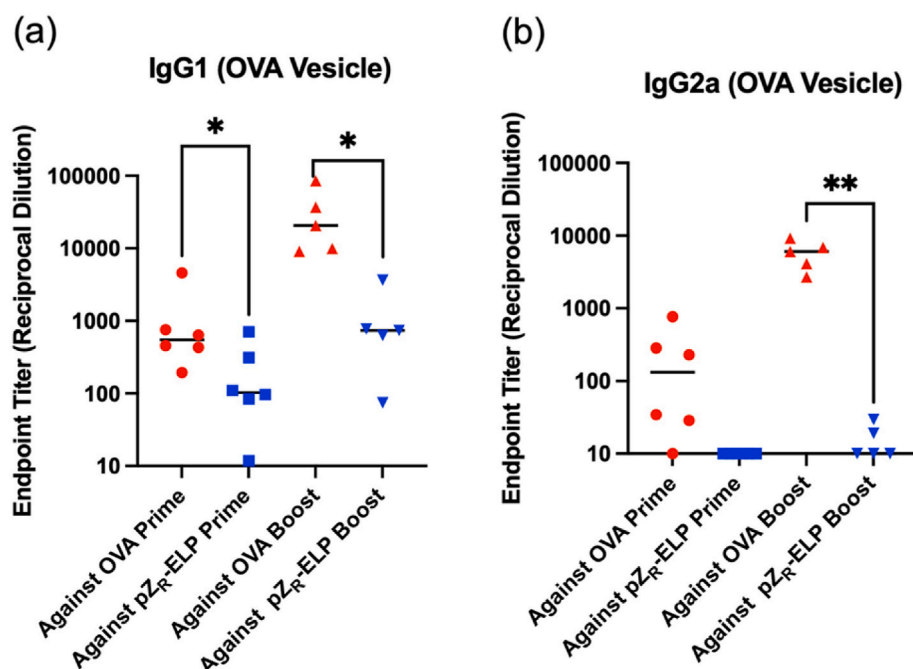 (a)
IgG1 (OVA Vesicle)
Endpoint Titer (Reciprocal Dilution)
100000
10000
1000
100
10
*
*
Against OVA Prime
Against pZR-ELP Prime
Against OVA Boost
Against pZR-ELP Boost
(b)
IgG2a (OVA Vesicle)
Endpoint Titer (Reciprocal Dilution)
100000
10000
1000
100
10
**
Against OVA Prime
Against pZR-ELP Prime
Against OVA Boost
Against pZR-ELP Boost